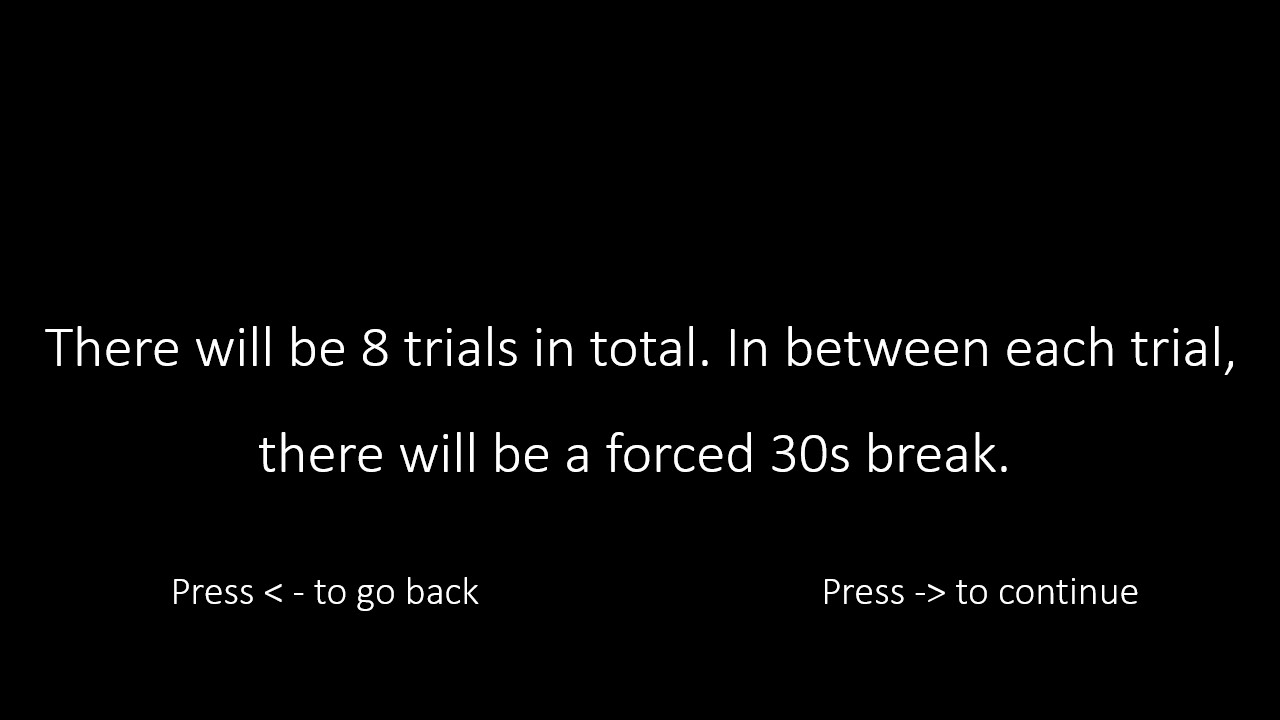 There will be 8 trials in total. In between each trial,
there will be a forced 30s break.
Press < - to go back
Press -> to continue